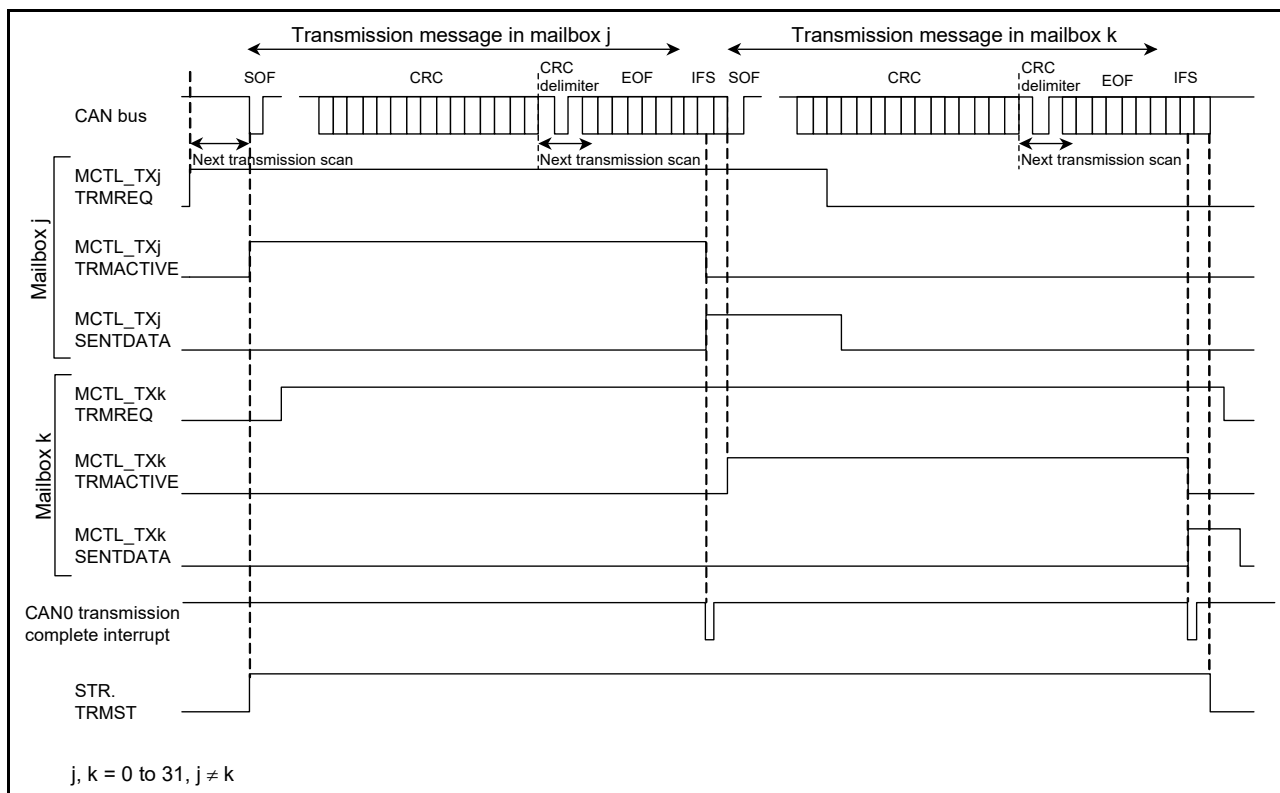 Transmission message in mailbox j
Transmission message in mailbox k
SOF
CRC
CRC
delimiter
EOF
IFS
SOF
CRC
CRC
delimiter
EOF
IFS
CAN bus
Next transmission scan
Next transmission scan
Next transmission scan
Mailbox j
MCTL_TXj
TRMREQ
MCTL_TXj
TRMACTIVE
MCTL_TXj
SENTDATA
Mailbox k
MCTL_TXk
TRMREQ
MCTL_TXk
TRMACTIVE
MCTL_TXk
SENTDATA
CAN0 transmission
complete interrupt
STR.
TRMST
j, k = 0 to 31, j ≠ k